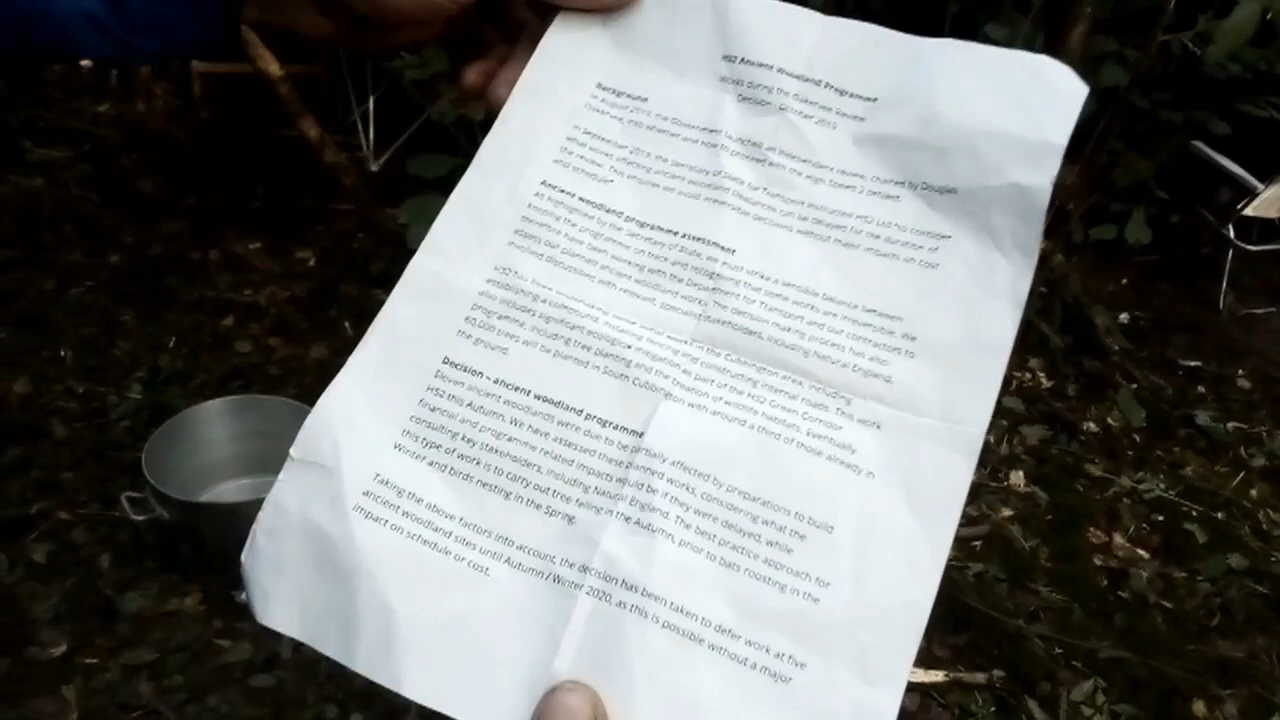 HS2 Ancient Woodland Programme
Works during the Oakervee Review
Decision - October 2019
Background
In August 2019, the Government launched an independent review, chaired by Douglas
Oakervee, into whether and how to proceed with the High Speed 2 project.
In September 2019, the Secretary of State for Transport instructed HS2 Ltd "to consider
what works affecting ancient woodland clearances can be delayed for the duration of
the review. This ensures we avoid irreversible decisions without major impacts on cost
and schedule".
Ancient woodland programme assessment
As highlighted by the Secretary of State, we must strike a sensible balance between
keeping the programme on track and recognising that some works are irreversible. We
therefore have been working with the Department for Transport and our contractors to
assess our planned ancient woodland works. The decision making process has also
involved discussions with relevant, specialist stakeholders, including Natural England.
HS2 has been undertaking some initial works in the Cubbington area, including
establishing a compound, installing fencing and constructing internal roads. This work
also includes significant ecological mitigation as part of the HS2 Green Corridor
programme, including tree planting and the creation of wildlife habitats. Eventually,
60,000 trees will be planted in South Cubbington with around a third of those already in
the ground.
Decision – ancient woodland programme
Eleven ancient woodlands were due to be partially affected by preparations to build
HS2 this Autumn. We have assessed these planned works, considering what the
financial and programme related impacts would be if they were delayed, while
consulting key stakeholders, including Natural England. The best practice approach for
this type of work is to carry out tree felling in the Autumn, prior to bats roosting in the
Winter and birds nesting in the Spring.
Taking the above factors into account, the decision has been taken to defer work at five
ancient woodland sites until Autumn / Winter 2020, as this is possible without a major
impact on schedule or cost.